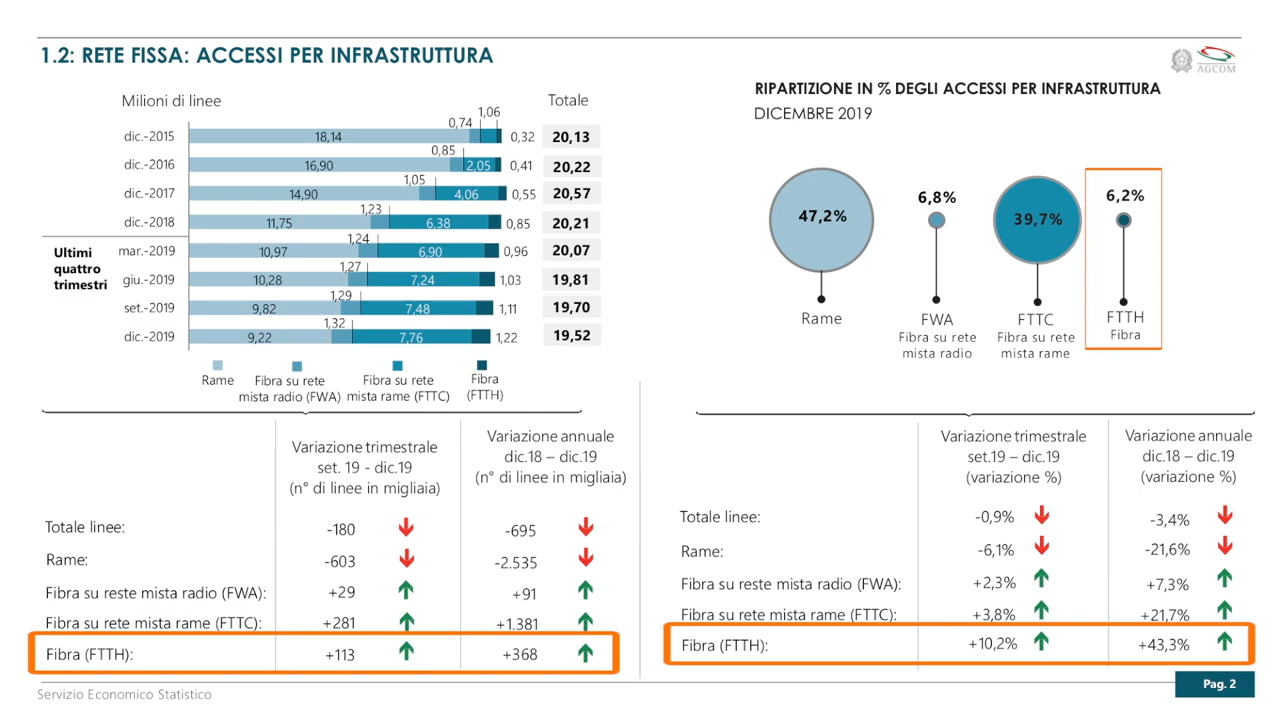 1.2: RETE FISSA: ACCESSI PER INFRASTRUTTURA
AGCOM
Milioni di linee
Totale
1,06
0,74
dic.-2015 18,14 0,32 20,13
0,85
dic.-2016 16,90 2,05 0,41 20,22
1,05
dic.-2017 14,90 4,06 0,55 20,57
1,23
dic.-2018 11,75 6,38 0,85 20,21
Ultimi
quattro
trimestri
1,24
mar.-2019 10,97 6,90 0,96 20,07
1,27
giu.-2019 10,28 7,24 1,03 19,81
1,29
set.-2019 9,82 7,48 1,11 19,70
1,32
dic.-2019 9,22 7,76 1,22 19,52
Rame
Fibra su rete
mista radio (FWA)
Fibra su rete
mista rame (FTTC)
Fibra
(FTTH)
RIPARTIZIONE IN % DEGLI ACCESSI PER INFRASTRUTTURA
DICEMBRE 2019
47,2%
6,8%
39,7%
6,2%
Rame
FWA
Fibra su rete
mista radio
FTTC
Fibra su rete
mista rame
FTTH
Fibra
Variazione trimestrale
set. 19 - dic.19
(n° di linee in migliaia)
Variazione annuale
dic.18 – dic.19
(n° di linee in migliaia)
Totale linee: -180 -695
Rame: -603 -2.535
Fibra su reste mista radio (FWA): +29 +91
Fibra su rete mista rame (FTTC): +281 +1.381
Fibra (FTTH): +113 +368
Variazione trimestrale
set.19 – dic.19
(variazione %)
Variazione annuale
dic.18 – dic.19
(variazione %)
Totale linee: -0,9% -3,4%
Rame: -6,1% -21,6%
Fibra su reste mista radio (FWA): +2,3% +7,3%
Fibra su rete mista rame (FTTC): +3,8% +21,7%
Fibra (FTTH): +10,2% +43,3%
Servizio Economico Statistico
Pag. 2